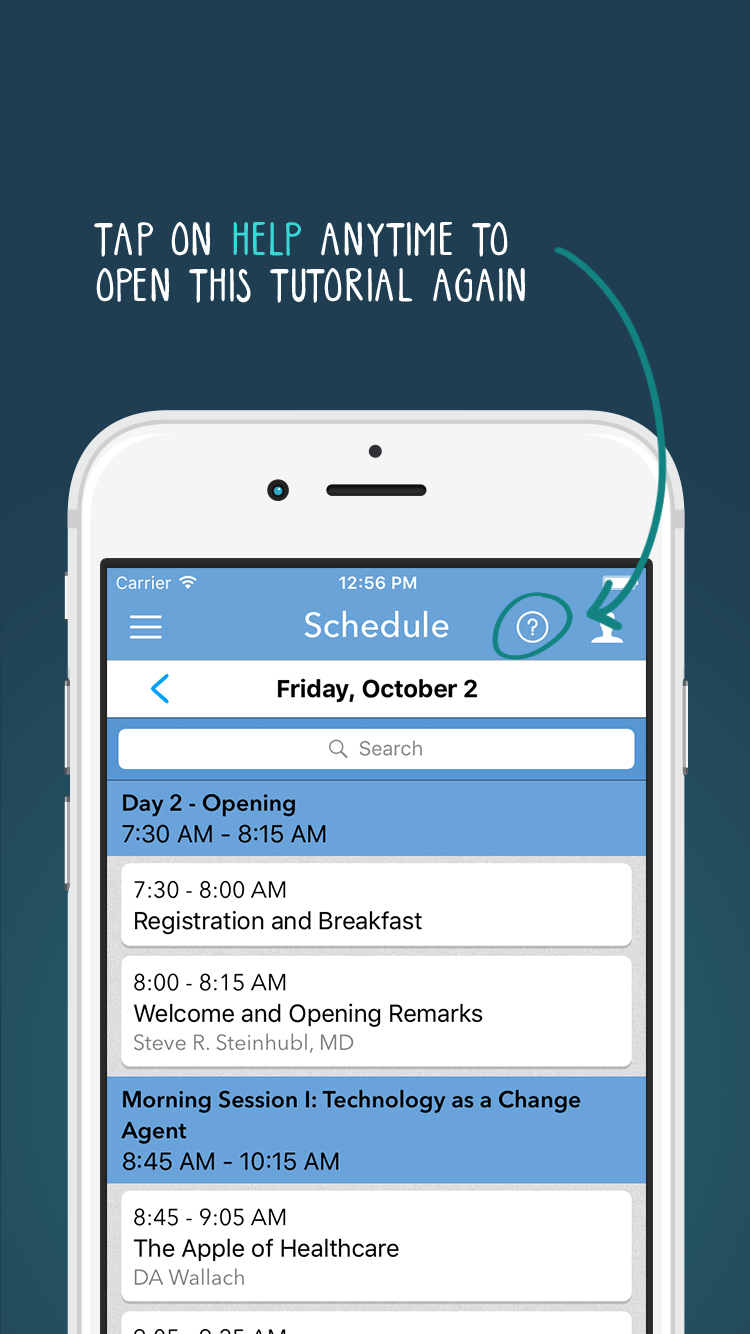 TAP ON HELP ANYTIME TO
OPEN THIS TUTORIAL AGAIN
Carrier 12:56 PM
Schedule ?
Friday, October 2
Search
Day 2 - Opening
7:30 AM - 8:15 AM
7:30 - 8:00 AM
Registration and Breakfast
8:00 - 8:15 AM
Welcome and Opening Remarks
Steve R. Steinhubl, MD
Morning Session I: Technology as a Change
Agent
8:45 AM - 10:15 AM
8:45 - 9:05 AM
The Apple of Healthcare
DA Wallach